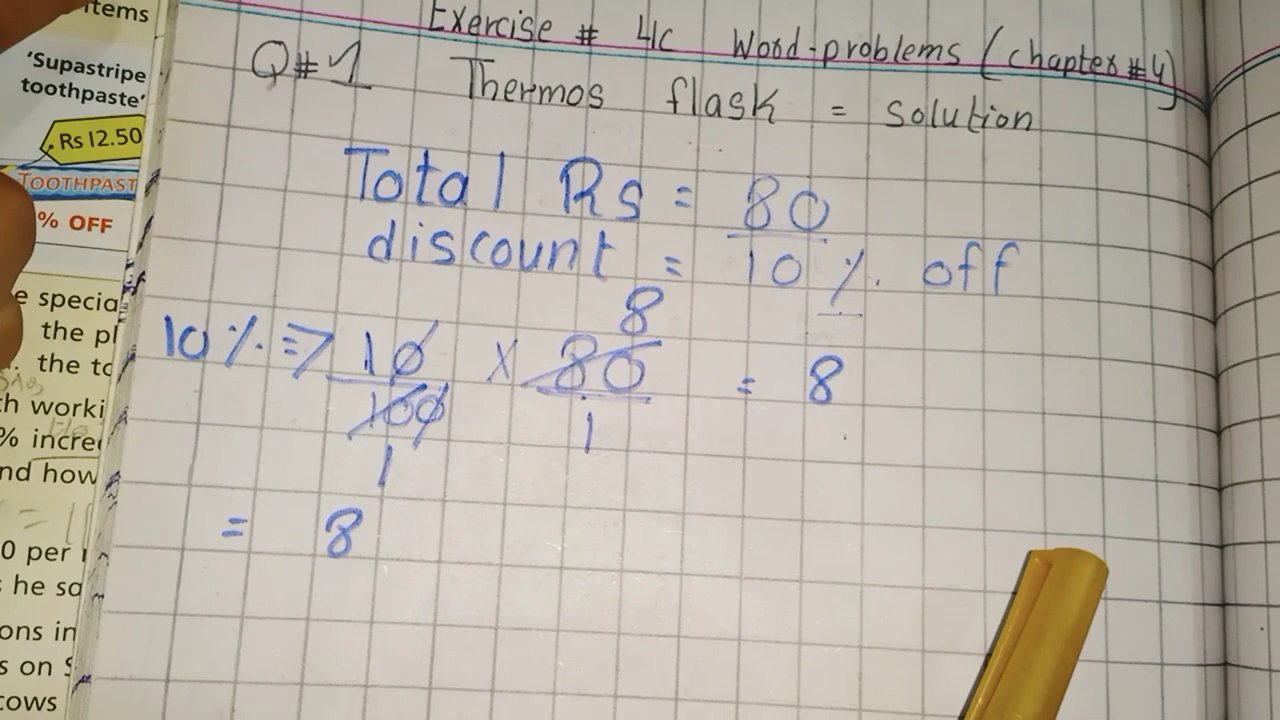 Exercise # 4c Word-problems (Chapter #4)
Q#1 Thermos flask = solution
Total Rs = 80
discount = 10 %. off
8
10 %. ⇒ 10 x 80 = 8
100 1
1
= 8
items
'Supastripe
toothpaste'
Rs 12.50
TOOTHPAST
% OFF
e specia
the pl
. the to
h worki
% incre
nd how
0 per
he so
ons in
s on S
cows